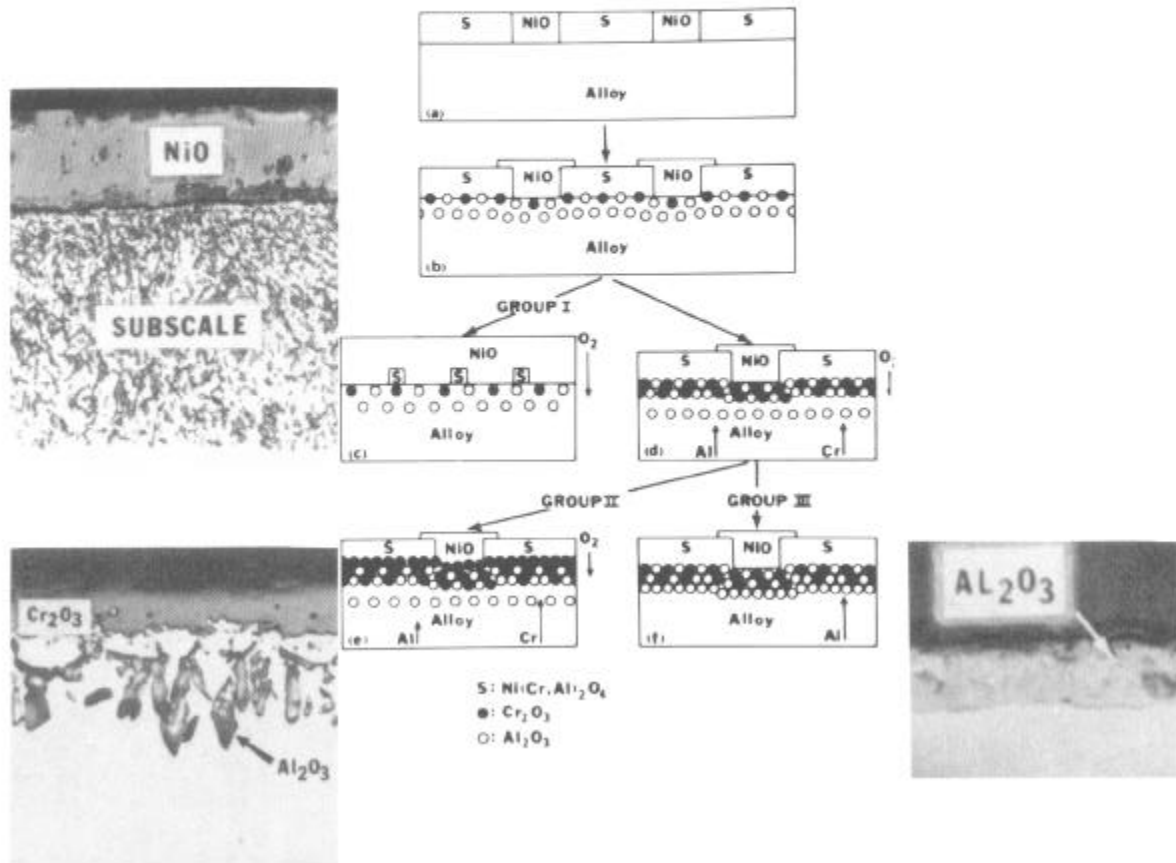 S NiO S NiO S
Alloy
(a)
NiO
S NiO S NiO S
Alloy
(b)
SUBSCALE
GROUP I
O2
NiO
S S S
Alloy
(c)
S NiO S
O
Alloy
(d)
Al Cr
GROUP II
GROUP III
S NiO S
O2
Alloy
(e)
Al Cr
S NiO S
Alloy
(f)
Al
AL2O3
Cr2O3
Al2O3
S: Ni(Cr, Al)2O4
●: Cr2O3
○: Al2O3